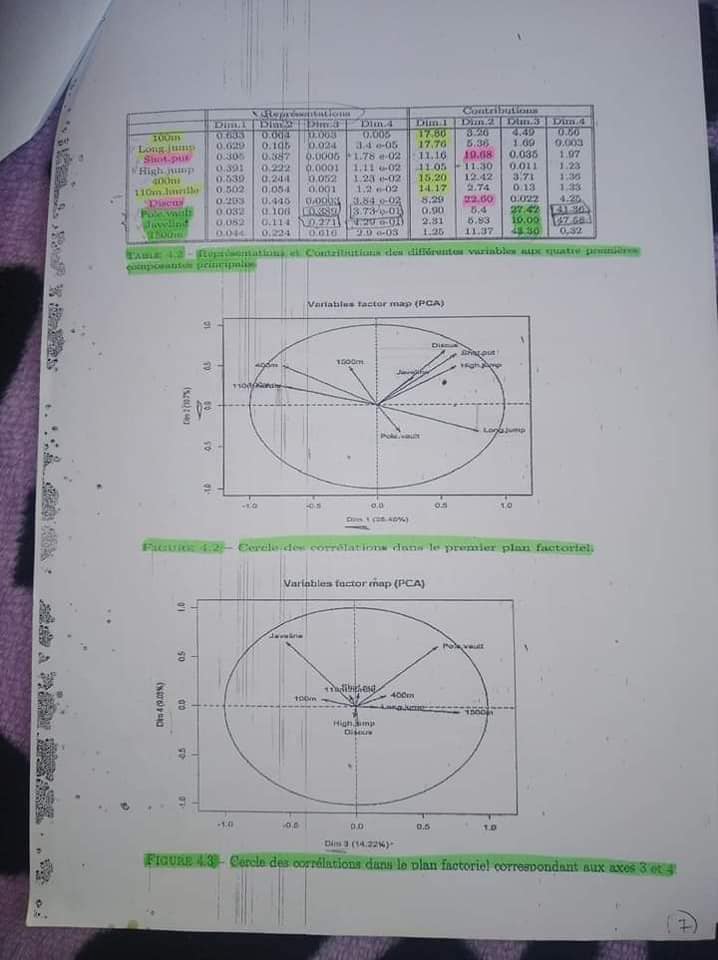 Représentations Contributions
Dim.1 Dim.2 Dim.3 Dim.4 Dim.1 Dim.2 Dim.3 Dim.4
100m 0.633 0.064 0.063 0.005 17.86 3.26 4.49 0.56
Long.jump 0.629 0.105 0.024 3.4 e-05 17.76 5.36 1.69 0.003
Shot.put 0.395 0.387 0.0005 1.78 e-02 11.16 19.68 0.035 1.97
High.jump 0.391 0.222 0.0001 1.11 e-02 11.05 11.30 0.011 1.23
400m 0.539 0.244 0.052 1.23 e-02 15.20 12.42 3.71 1.36
110m.hurdle 0.502 0.054 0.001 1.2 e-02 14.17 2.74 0.13 1.33
Discus 0.293 0.445 0.0003 3.84 e-02 8.29 22.60 0.022 4.25
Pole.vault 0.032 0.106 0.389 3.73 e-01 0.90 5.4 27.42 41.36
Javeline 0.082 0.114 0.271 4.29 e-01 2.31 5.83 19.09 47.58
1500m 0.044 0.224 0.616 2.9 e-03 1.25 11.37 43.36 0.32
TABLE 4.2 – Représentations et Contributions des différentes variables aux quatre premières
composantes principales
Variables factor map (PCA)
1.0
Discus
0.5 400m 1500m Shot.put
Javeline High.jump
0.0
Dim 2
Pole.vault Long.jump
-0.5
-1.0
-1.0 -0.5 0.0 0.5 1.0
Dim 1
FIGURE 4.2 – Cercle des corrélations dans le premier plan factoriel.
Variables factor map (PCA)
1.0
Javeline Pole.vault
0.5
Shot.put
100m 400m
0.0 Long.jump 1500m
Dim 4
High.jump
Discus
-0.5
-1.0
-1.0 -0.5 0.0 0.5 1.0
Dim 3 (14.22%)
FIGURE 4.3 – Cercle des corrélations dans le plan factoriel correspondant aux axes 3 et 4
7